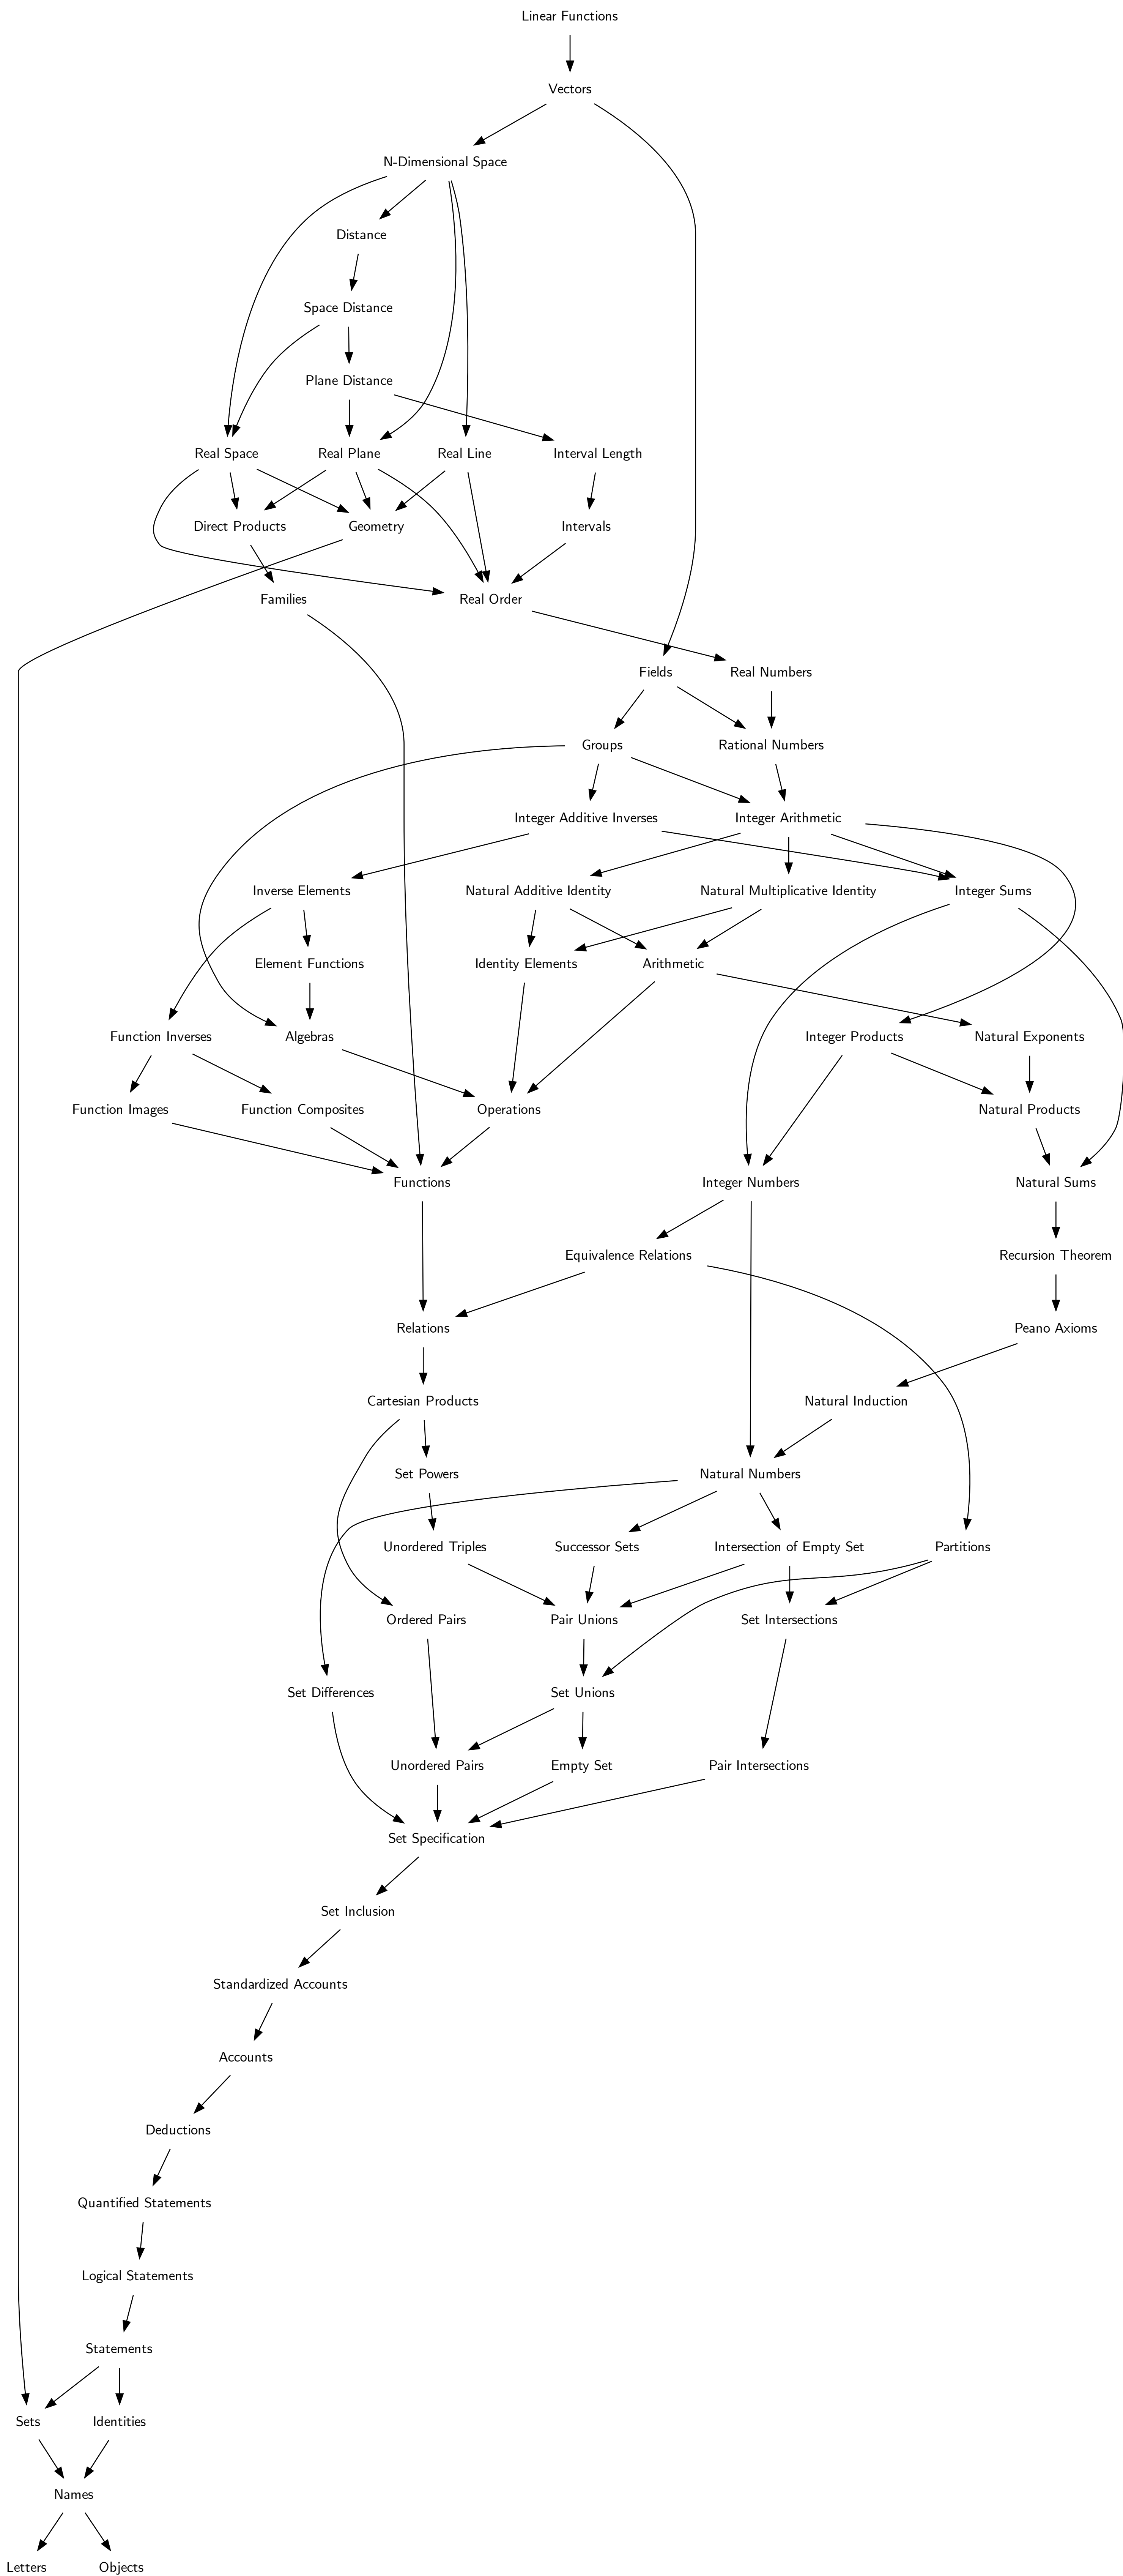 Linear Functions
Vectors
N-Dimensional Space
Distance
Space Distance
Plane Distance
Real Space
Real Plane
Real Line
Interval Length
Direct Products
Geometry
Intervals
Families
Real Order
Fields
Real Numbers
Groups
Rational Numbers
Integer Additive Inverses
Integer Arithmetic
Inverse Elements
Natural Additive Identity
Natural Multiplicative Identity
Integer Sums
Element Functions
Identity Elements
Arithmetic
Function Inverses
Algebras
Integer Products
Natural Exponents
Function Images
Function Composites
Operations
Natural Products
Functions
Integer Numbers
Natural Sums
Equivalence Relations
Recursion Theorem
Relations
Peano Axioms
Cartesian Products
Natural Induction
Set Powers
Natural Numbers
Unordered Triples
Successor Sets
Intersection of Empty Set
Partitions
Ordered Pairs
Pair Unions
Set Intersections
Set Differences
Set Unions
Unordered Pairs
Empty Set
Pair Intersections
Set Specification
Set Inclusion
Standardized Accounts
Accounts
Deductions
Quantified Statements
Logical Statements
Statements
Sets
Identities
Names
Letters
Objects